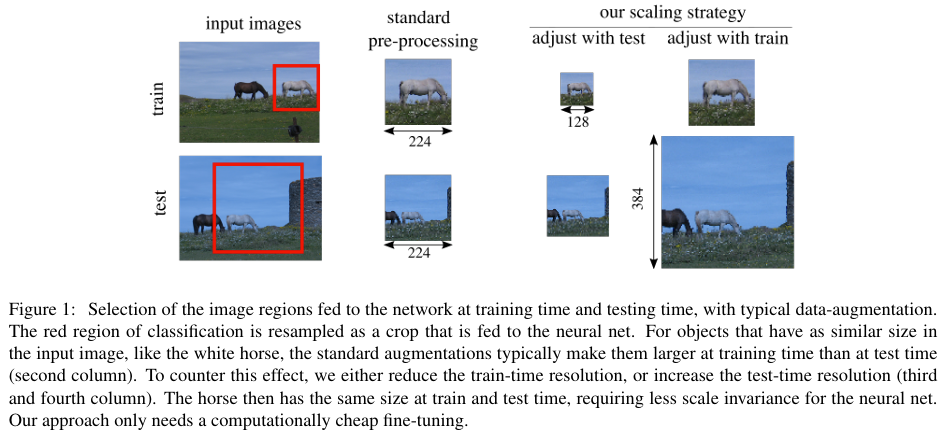 input images
standard
pre-processing
our scaling strategy
adjust with test
adjust with train
train
224
128
test
224
384
Figure 1: Selection of the image regions fed to the network at training time and testing time, with typical data-augmentation.
The red region of classification is resampled as a crop that is fed to the neural net. For objects that have as similar size in
the input image, like the white horse, the standard augmentations typically make them larger at training time than at test time
(second column). To counter this effect, we either reduce the train-time resolution, or increase the test-time resolution (third
and fourth column). The horse then has the same size at train and test time, requiring less scale invariance for the neural net.
Our approach only needs a computationally cheap fine-tuning.